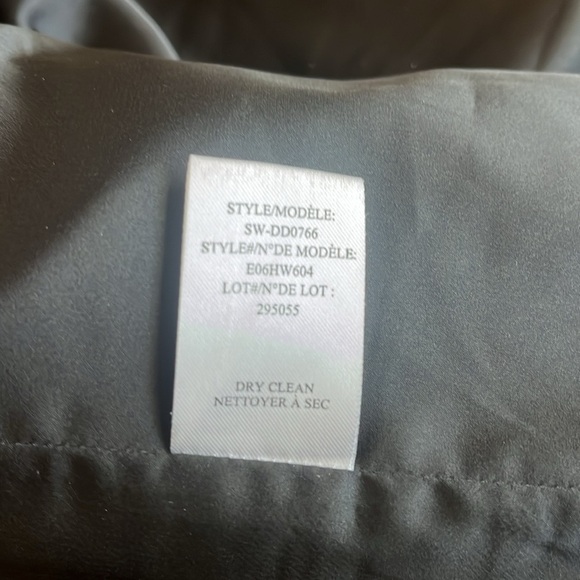 STYLE/MODÈLE:
SW-DD0766
STYLE#/N°DE MODÈLE:
E06HW604
LOT#/N°DE LOT :
295055
DRY CLEAN
NETTOYER À SEC